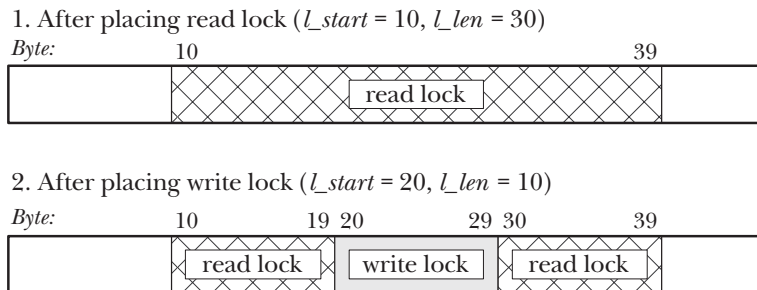 1. After placing read lock (l_start = 10, l_len = 30)
Byte: 10 39
read lock
2. After placing write lock (l_start = 20, l_len = 10)
Byte: 10 19 20 29 30 39
read lock write lock read lock